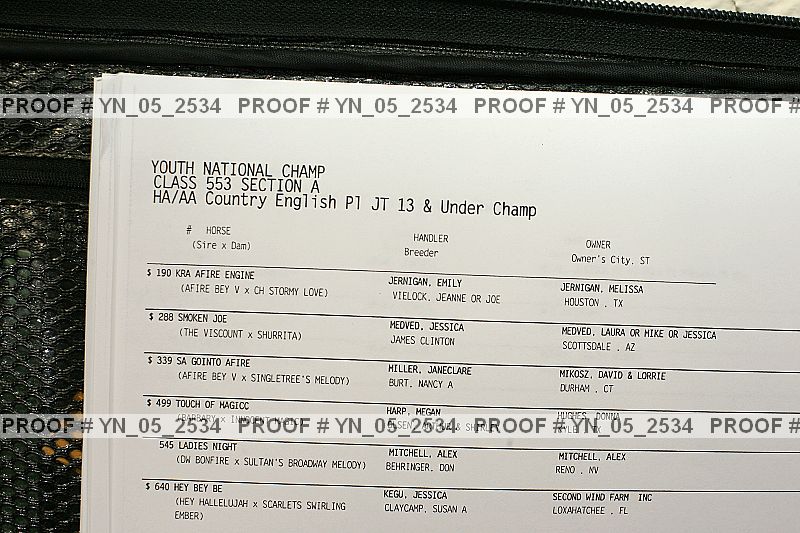 PROOF # YN_05_2534 PROOF # YN_05_2534 PROOF # YN_05_2534
YOUTH NATIONAL CHAMP
CLASS 553 SECTION A
HA/AA Country English Pl JT 13 & Under Champ
# HORSE HANDLER OWNER
(Sire x Dam) Breeder Owner's City, ST
$ 190 KRA AFIRE ENGINE JERNIGAN, EMILY JERNIGAN, MELISSA
(AFIRE BEY V x CH STORMY LOVE) VIELOCK, JEANNE OR JOE HOUSTON , TX
$ 288 SMOKEN JOE MEDVED, JESSICA MEDVED, LAURA OR MIKE OR JESSICA
(THE VISCOUNT x SHURRITA) JAMES CLINTON SCOTTSDALE , AZ
$ 339 SA GOINTO AFIRE MILLER, JANECLARE MIKOSZ, DAVID & LORRIE
(AFIRE BEY V x SINGLETREE'S MELODY) BURT, NANCY A DURHAM , CT
$ 499 TOUCH OF MAGICC HARP, MEGAN HUGHES, DONNA
PROOF # YN_05_2534 PROOF # YN_05_2534 PROOF # YN_05_2534
545 LADIES NIGHT MITCHELL, ALEX MITCHELL, ALEX
(DW BONFIRE x SULTAN'S BROADWAY MELODY) BEHRINGER, DON RENO , NV
$ 640 HEY BEY BE KEGU, JESSICA SECOND WIND FARM INC
(HEY HALLELUJAH x SCARLETS SWIRLING CLAYCAMP, SUSAN A LOXAHATCHEE , FL
EMBER)